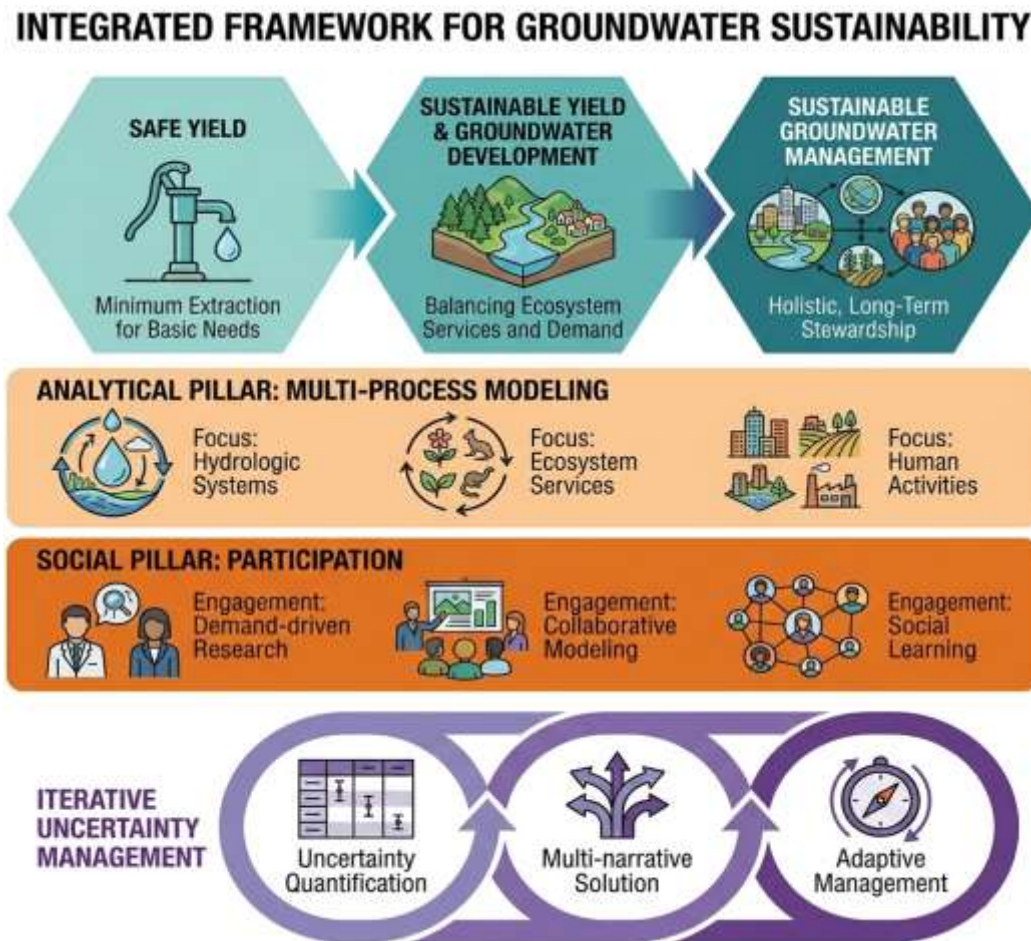 INTEGRATED FRAMEWORK FOR GROUNDWATER SUSTAINABILITY
SAFE YIELD
Minimum Extraction
for Basic Needs
SUSTAINABLE YIELD
& GROUNDWATER
DEVELOPMENT
Balancing Ecosystem
Services and Demand
SUSTAINABLE
GROUNDWATER
MANAGEMENT
Holistic, Long-Term
Stewardship
ANALYTICAL PILLAR: MULTI-PROCESS MODELING
Focus:
Hydrologic
Systems
Focus:
Ecosystem
Services
Focus:
Human
Activities
SOCIAL PILLAR: PARTICIPATION
Engagement:
Demand-driven
Research
Engagement:
Collaborative
Modeling
Engagement:
Social
Learning
ITERATIVE
UNCERTAINTY
MANAGEMENT
Uncertainty
Quantification
Multi-narrative
Solution
Adaptive
Management